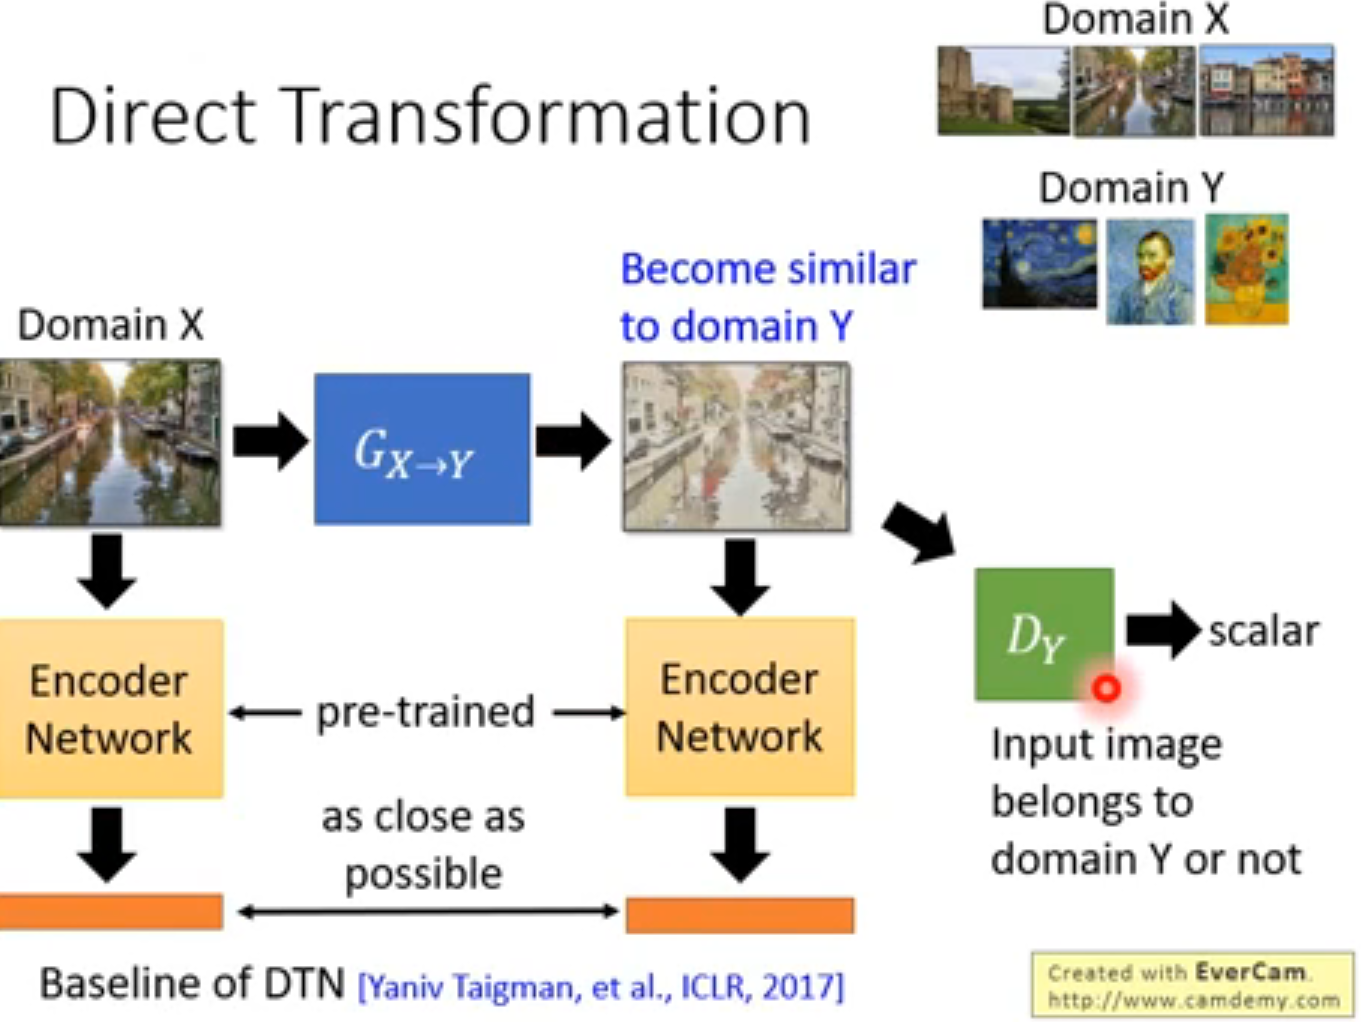 Domain X
Direct Transformation
Domain Y
Become similar
to domain Y
Domain X
G_{X→Y}
D_Y
scalar
Encoder
Network
pre-trained
Encoder
Network
Input image
belongs to
domain Y or not
as close as
possible
Baseline of DTN [Yaniv Taigman, et al., ICLR, 2017]
Created with EverCam.
http://www.camdemy.com